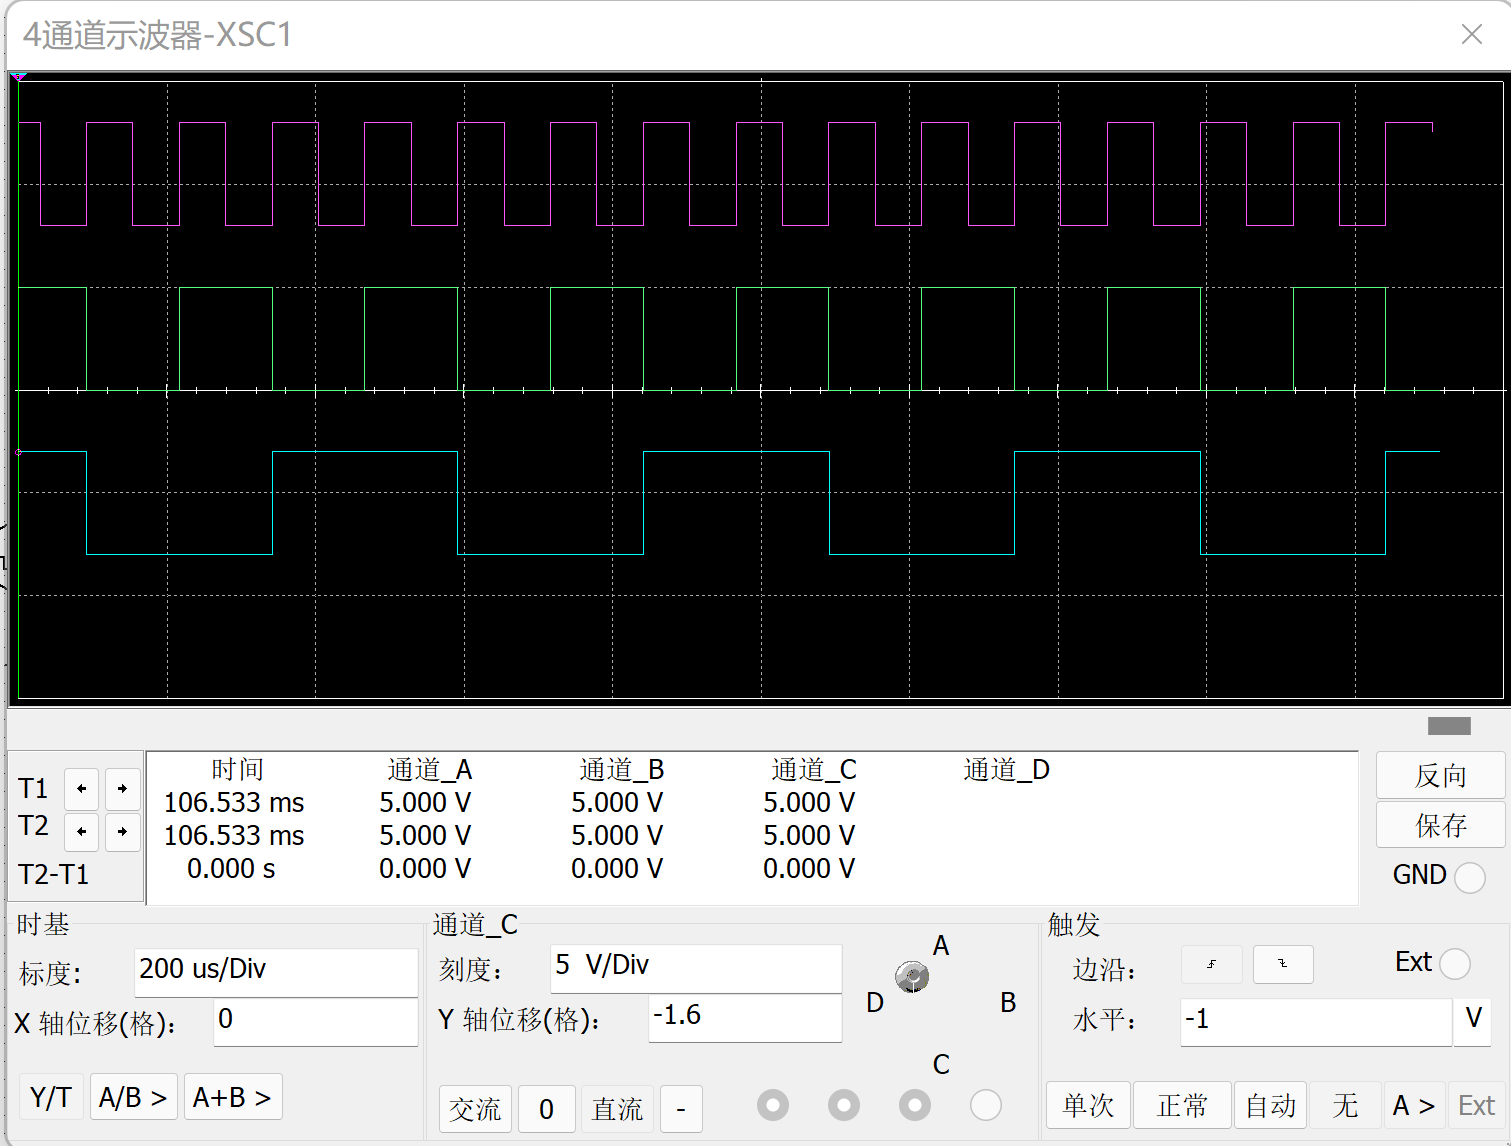 4通道示波器-XSC1
时间 通道_A 通道_B 通道_C 通道_D
T1 106.533 ms 5.000 V 5.000 V 5.000 V
T2 106.533 ms 5.000 V 5.000 V 5.000 V
T2-T1 0.000 s 0.000 V 0.000 V 0.000 V
反向
保存
GND
时基
标度: 200 us/Div
X 轴位移(格): 0
Y/T A/B > A+B >
通道_C
刻度: 5 V/Div
Y 轴位移(格): -1.6
交流 0 直流 -
A
D B
C
触发
边沿: Ext
水平: -1 V
单次 正常 自动 无 A > Ext